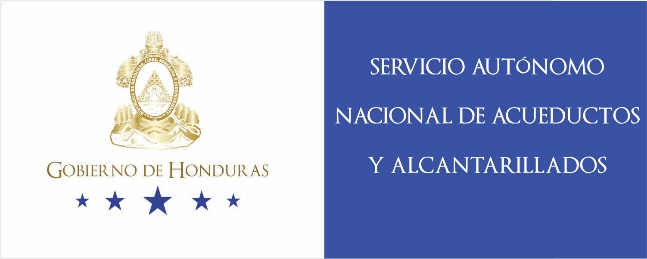 GOBIERNO DE HONDURAS
SERVICIO AUTÓNOMO
NACIONAL DE ACUEDUCTOS
Y ALCANTARILLADOS